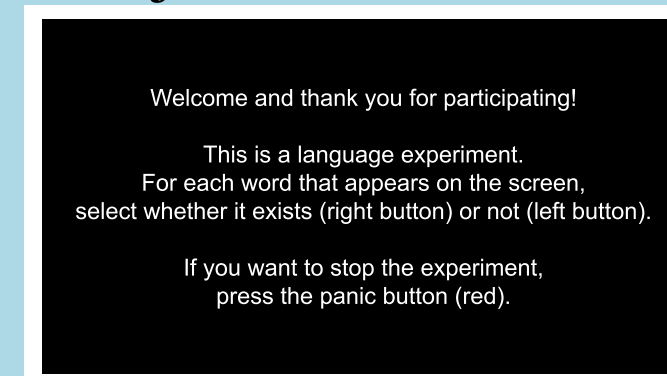 Welcome and thank you for participating!
This is a language experiment.
For each word that appears on the screen,
select whether it exists (right button) or not (left button).
If you want to stop the experiment,
press the panic button (red).